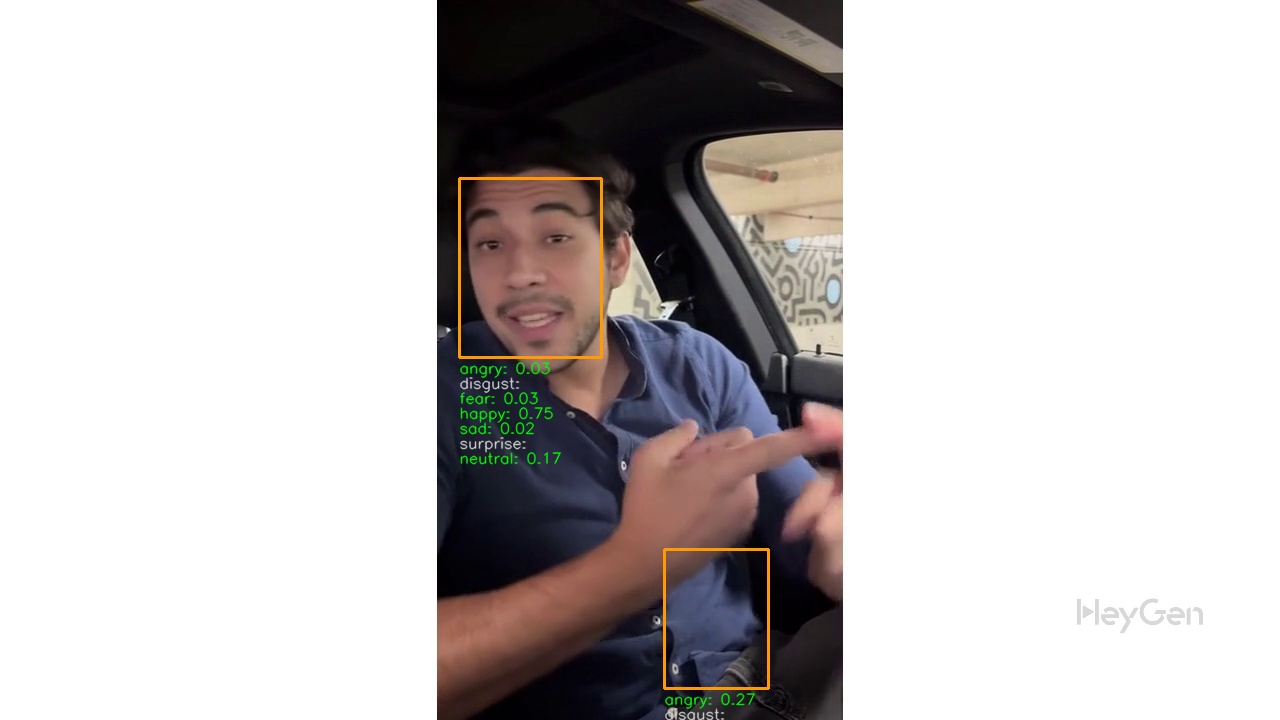 angry: 0.03
disgust:
fear: 0.03
happy: 0.75
sad: 0.02
surprise:
neutral: 0.17
HeyGen
angry: 0.27
disgust: